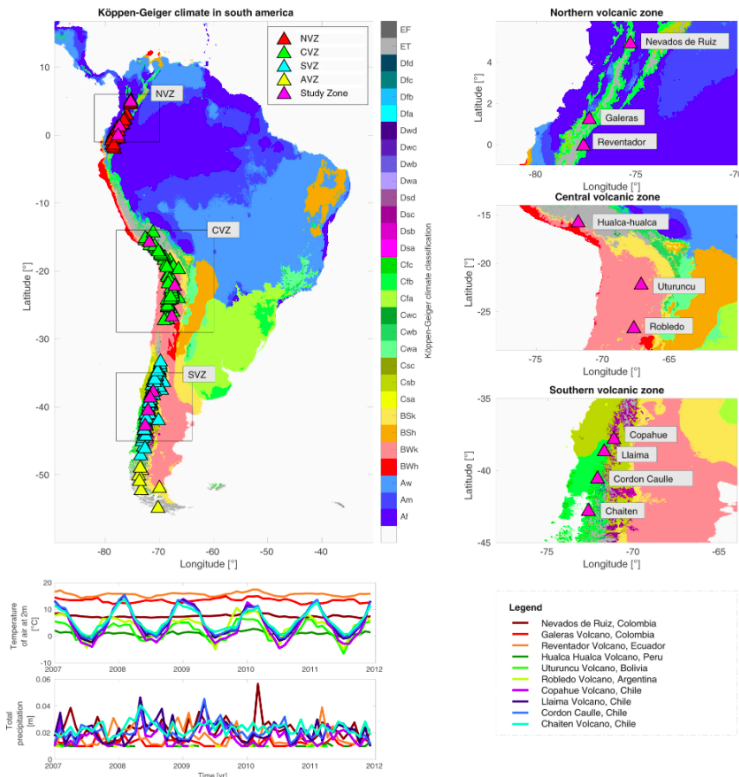 Köppen-Geiger climate in south america
NVZ
CVZ
SVZ
AVZ
Study Zone
NVZ
CVZ
SVZ
10
0
-10
-20
-30
-40
-50
Latitude [°]
-80
-70
-60
-50
-40
-30
Longitude [°]
EF
ET
Dfd
Dfc
Dfb
Dfa
Dwd
Dwc
Dwb
Dwa
Dsd
Dsc
Dsb
Dsa
Cfc
Cfb
Cfa
Cwc
Cwb
Cwa
Csc
Csb
Csa
BSk
BSh
BWk
BWh
Aw
Am
Af
Köppen-Geiger climate classification
Northern volcanic zone
Nevados de Ruiz
Galeras
Reventador
6
4
2
0
Latitude [°]
-80
-75
-70
Longitude [°]
Central volcanic zone
Hualca-hualca
Uturuncu
Robledo
-15
-20
-25
Latitude [°]
-75
-70
-65
Longitude [°]
Southern volcanic zone
Copahue
Llaima
Cordon Caulle
Chaiten
-35
-40
-45
Latitude [°]
-75
-70
-65
Longitude [°]
Temperature
of air at 2m
[°C]
20
10
0
-10
2007
2008
2009
2010
2011
2012
Total
precipitation
[m]
0.06
0.04
0.02
0
2007
2008
2009
2010
2011
2012
Time [yr]
Legend
Nevados de Ruiz, Colombia
Galeras Volcano, Colombia
Reventador Volcano, Ecuador
Hualca Hualca Volcano, Peru
Uturuncu Volcano, Bolivia
Robledo Volcano, Argentina
Copahue Volcano, Chile
Llaima Volcano, Chile
Cordon Caulle, Chile
Chaiten Volcano, Chile